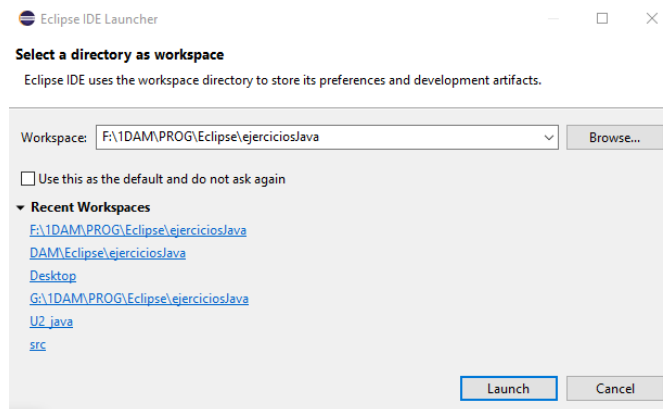 Eclipse IDE Launcher
Select a directory as workspace
Eclipse IDE uses the workspace directory to store its preferences and development artifacts.
Workspace: F:\1DAM\PROG\Eclipse\ejerciciosJava Browse...
Use this as the default and do not ask again
Recent Workspaces
F:\1DAM\PROG\Eclipse\ejerciciosJava
DAM\Eclipse\ejerciciosJava
Desktop
G:\1DAM\PROG\Eclipse\ejerciciosJava
U2_java
src
Launch Cancel